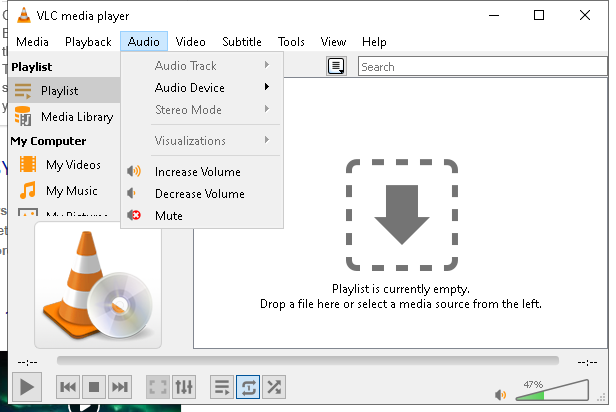 VLC media player
Media Playback Audio Video Subtitle Tools View Help
Playlist
Playlist
Media Library
My Computer
My Videos
My Music
My Pictures
Audio Track
Audio Device
Stereo Mode
Visualizations
Increase Volume
Decrease Volume
Mute
Search
Playlist is currently empty.
Drop a file here or select a media source from the left.
--:--
--:--
47%